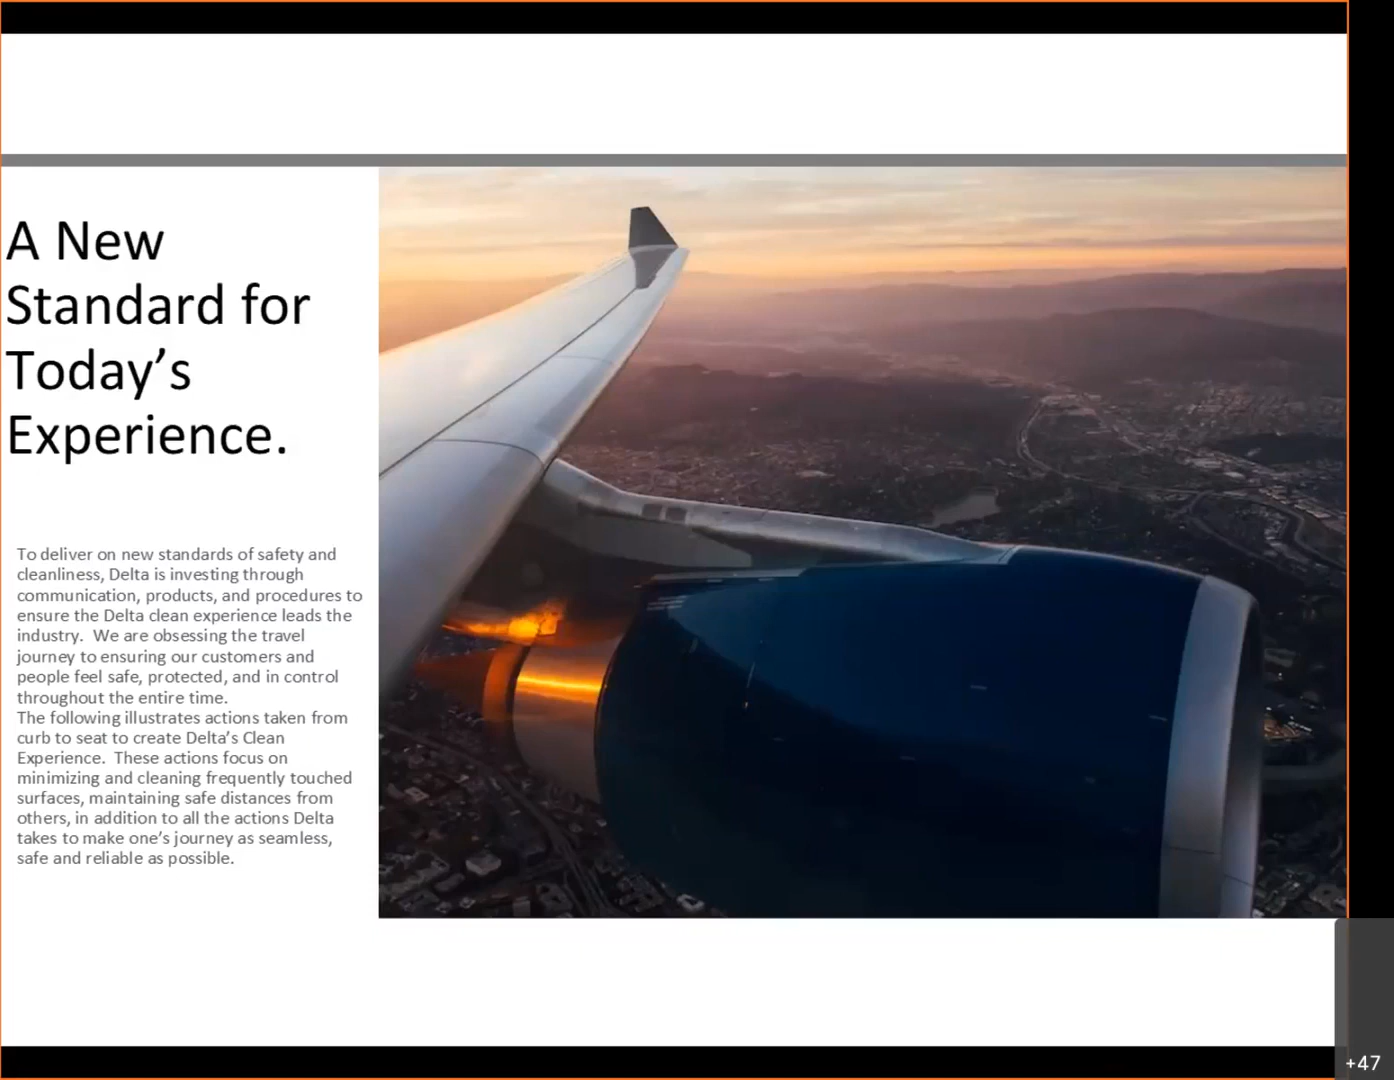 A New
Standard for
Today’s
Experience.
To deliver on new standards of safety and
cleanliness, Delta is investing through
communication, products, and procedures to
ensure the Delta clean experience leads the
industry.  We are obsessing the travel
journey to ensuring our customers and
people feel safe, protected, and in control
throughout the entire time.
The following illustrates actions taken from
curb to seat to create Delta’s Clean
Experience.  These actions focus on
minimizing and cleaning frequently touched
surfaces, maintaining safe distances from
others, in addition to all the actions Delta
takes to make one’s journey as seamless,
safe and reliable as possible.
+47